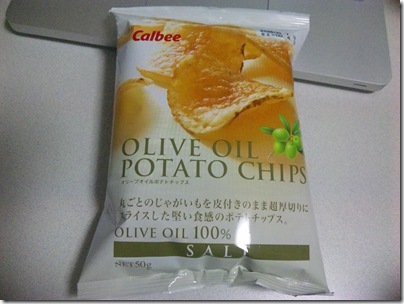 Calbee
OLIVE OIL
POTATO CHIPS
オリーブオイルポテトチップス
丸ごとのじゃがいもを皮付きのまま超厚切りに
スライスした堅い食感のポテトチップス。
OLIVE OIL 100%
SALT
50g